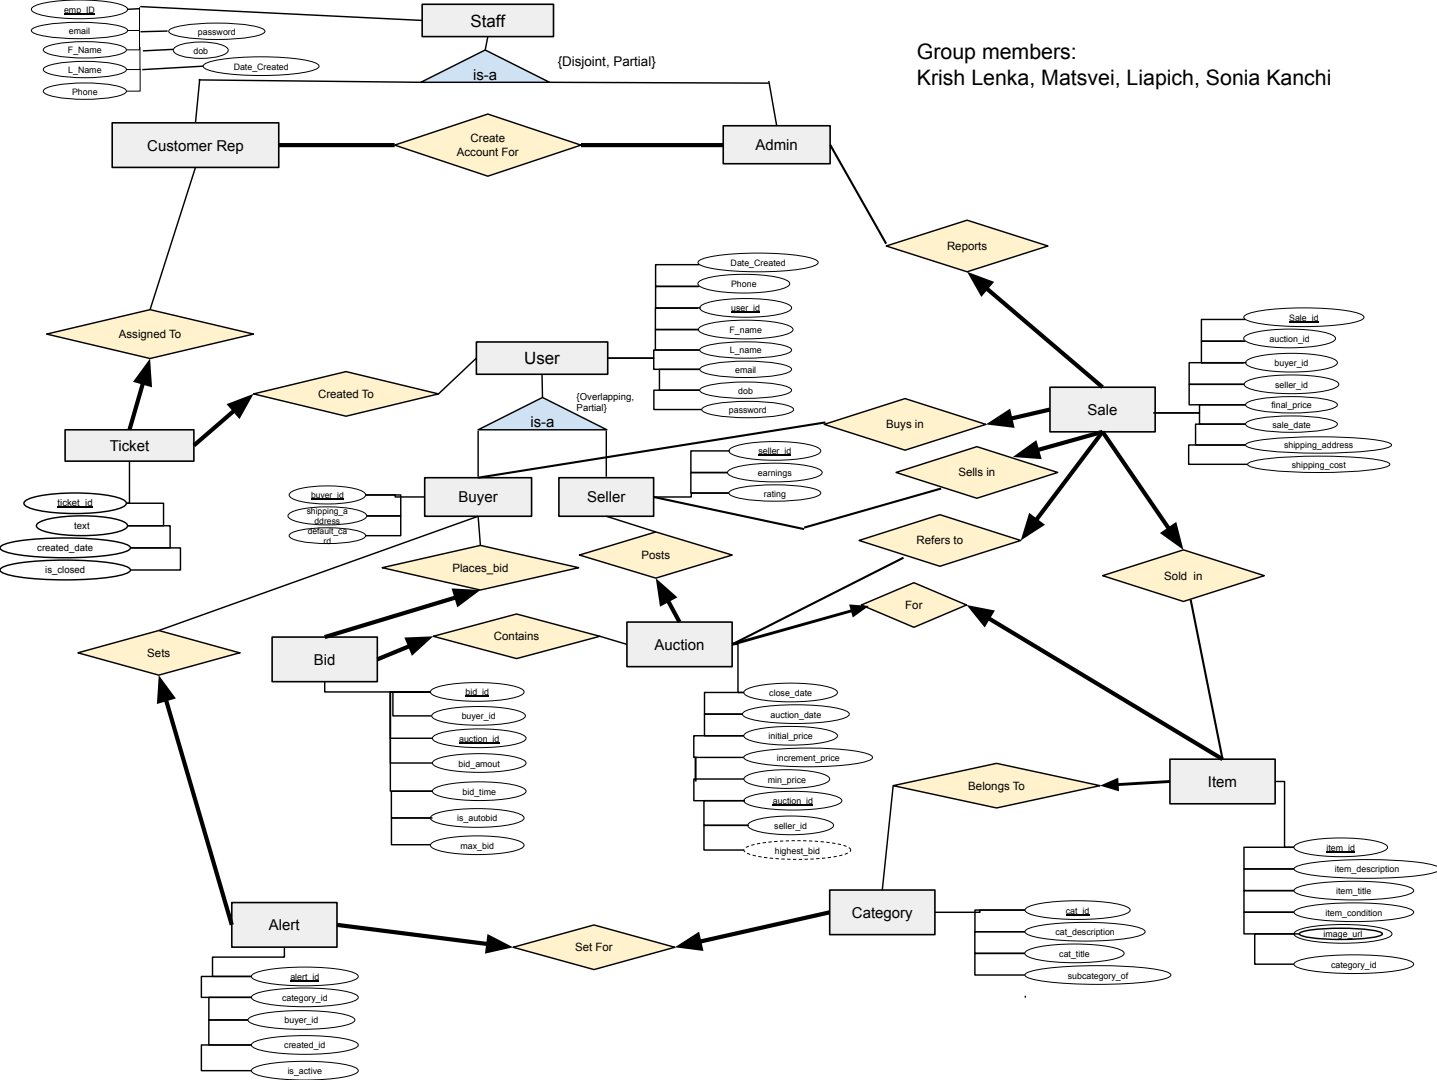 emp_ID
email
F_Name
L_Name
Phone
password
dob
Date_Created
Staff
is-a
{Disjoint, Partial}
Group members:
Krish Lenka, Matsvei, Liapich, Sonia Kanchi
Customer Rep
Create
Account For
Admin
Reports
Assigned To
Created To
User
Date_Created
Phone
user_id
F_name
L_name
email
dob
password
is-a
{Overlapping,
Partial}
Ticket
ticket_id
text
created_date
is_closed
Buyer
buyer_id
shipping_a
ddress
default_ca
rd
Seller
seller_id
earnings
rating
Buys in
Sells in
Refers to
Sold in
Sale
Sale_id
auction_id
buyer_id
seller_id
final_price
sale_date
shipping_address
shipping_cost
Places_bid
Posts
For
Sets
Bid
Contains
Auction
bid_id
buyer_id
auction_id
bid_amout
bid_time
is_autobid
max_bid
close_date
auction_date
initial_price
increment_price
min_price
auction_id
seller_id
highest_bid
Belongs To
Item
item_id
item_description
item_title
item_condition
image_url
category_id
Alert
alert_id
category_id
buyer_id
created_id
is_active
Set For
Category
cat_id
cat_description
cat_title
subcategory_of